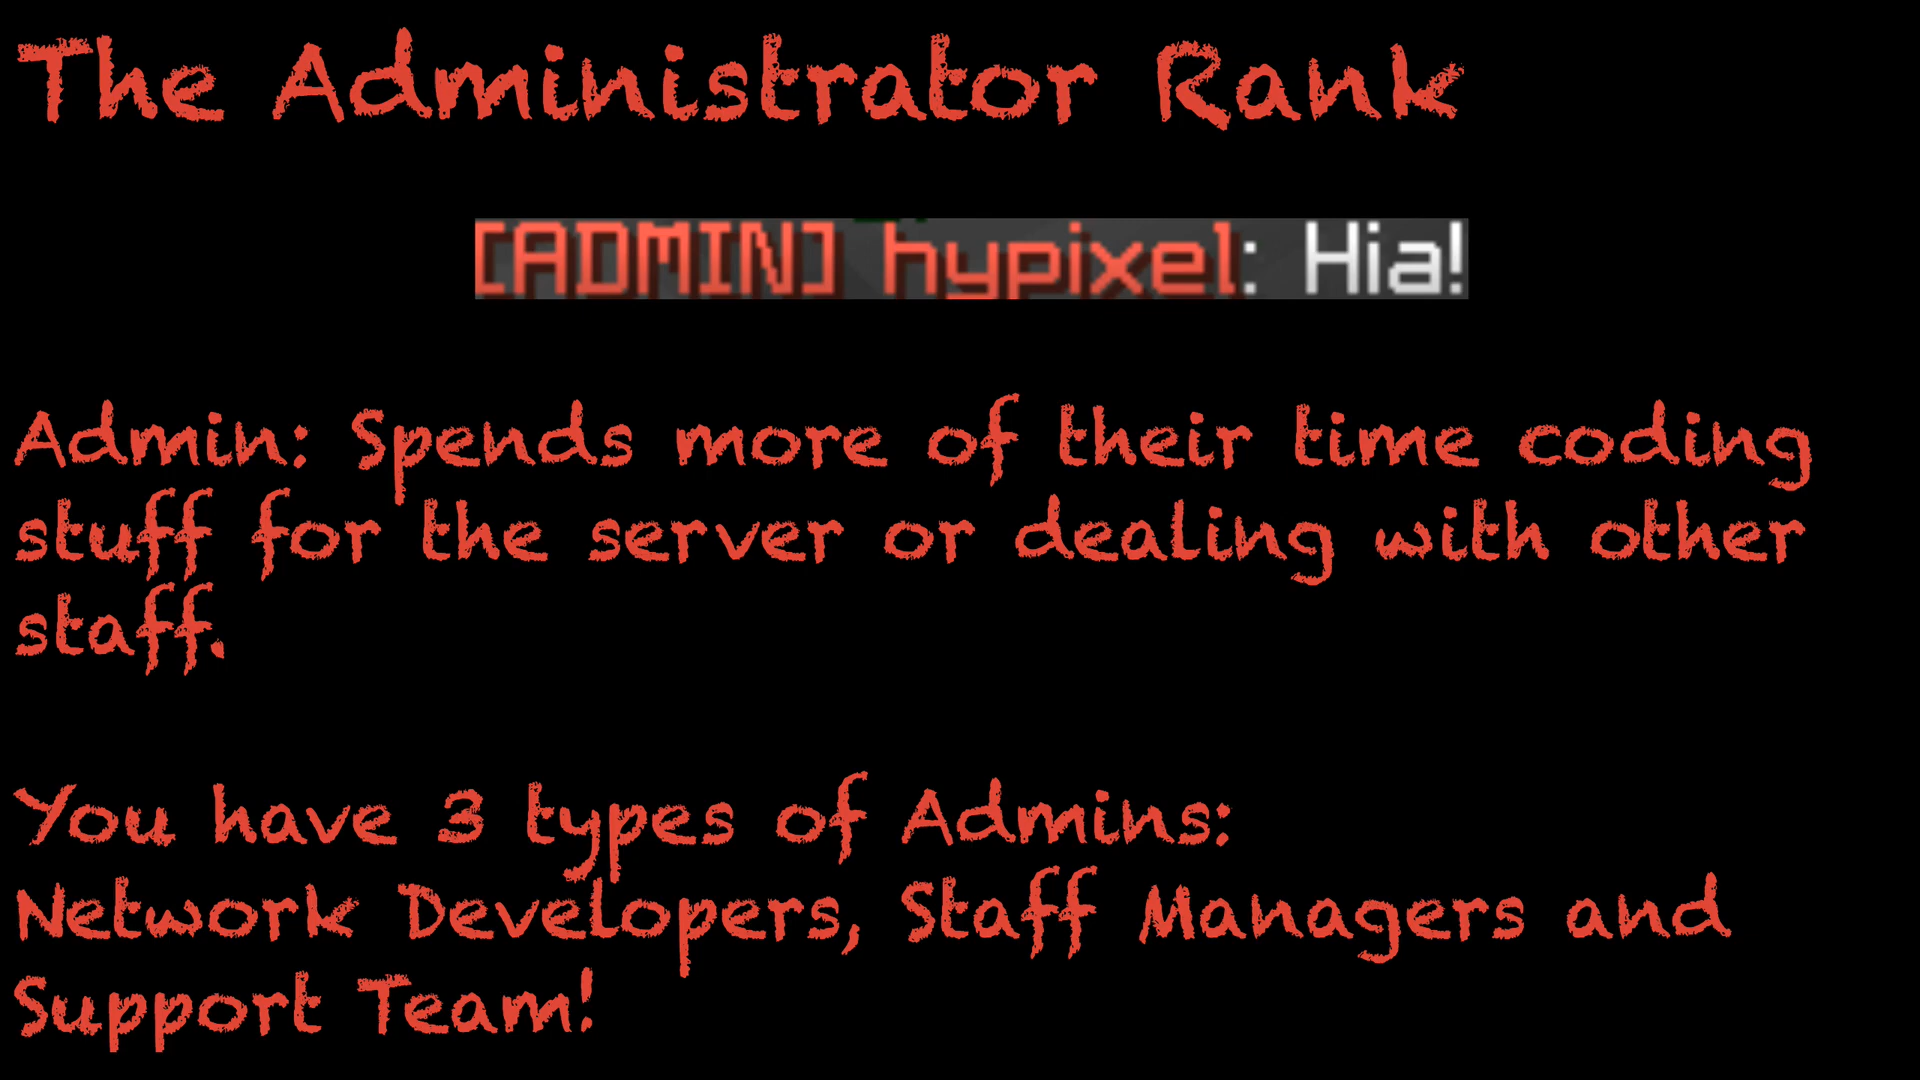 The Administrator Rank
[ADMIN] hypixel: Hia!
Admin: Spends more of their time coding
stuff for the server or dealing with other
staff.
You have 3 types of Admins:
Network Developers, Staff Managers and
Support Team!